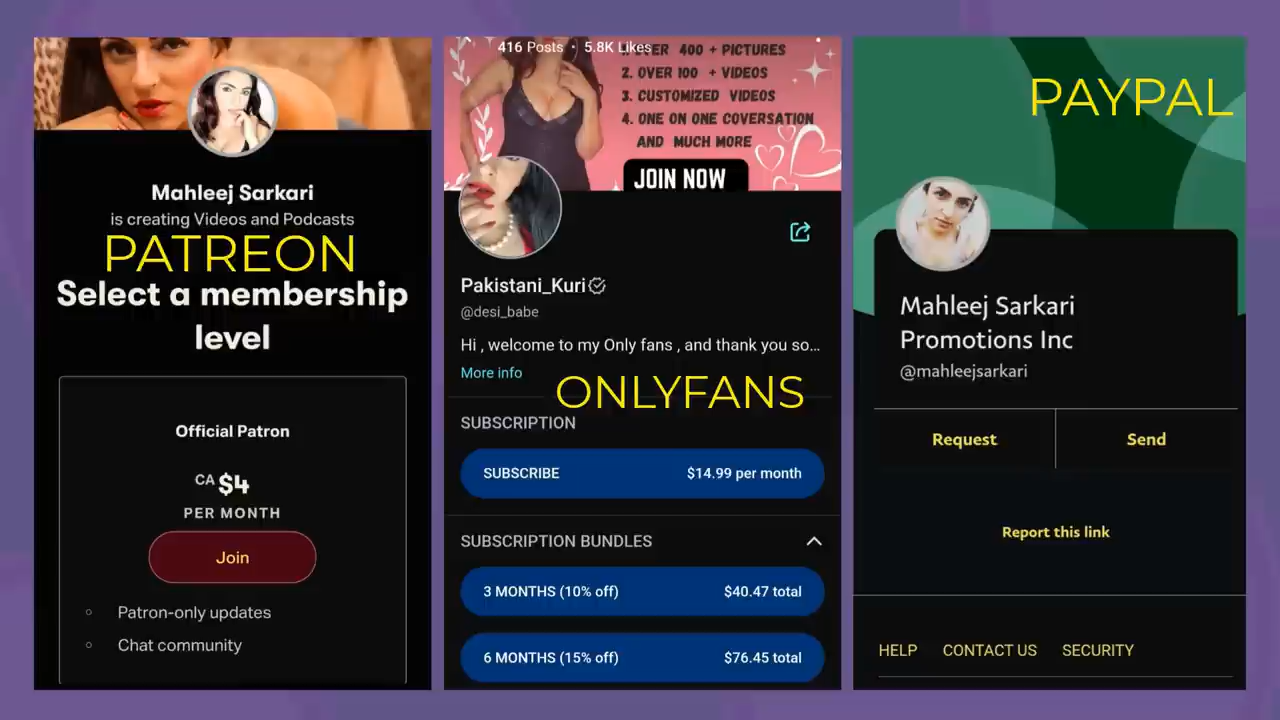 Mahleej Sarkari
is creating Videos and Podcasts
PATREON
Select a membership
level
Official Patron
CA $4
PER MONTH
Join
Patron-only updates
Chat community
416 Posts · 5.8K Likes
1. OVER 400 + PICTURES
2. OVER 100 + VIDEOS
3. CUSTOMIZED VIDEOS
4. ONE ON ONE COVERSATION
AND MUCH MORE
JOIN NOW
Pakistani_Kuri
@desi_babe
Hi , welcome to my Only fans , and thank you so...
More info
ONLYFANS
SUBSCRIPTION
SUBSCRIBE $14.99 per month
SUBSCRIPTION BUNDLES
3 MONTHS (10% off) $40.47 total
6 MONTHS (15% off) $76.45 total
PAYPAL
Mahleej Sarkari
Promotions Inc
@mahleejsarkari
Request Send
Report this link
HELP CONTACT US SECURITY